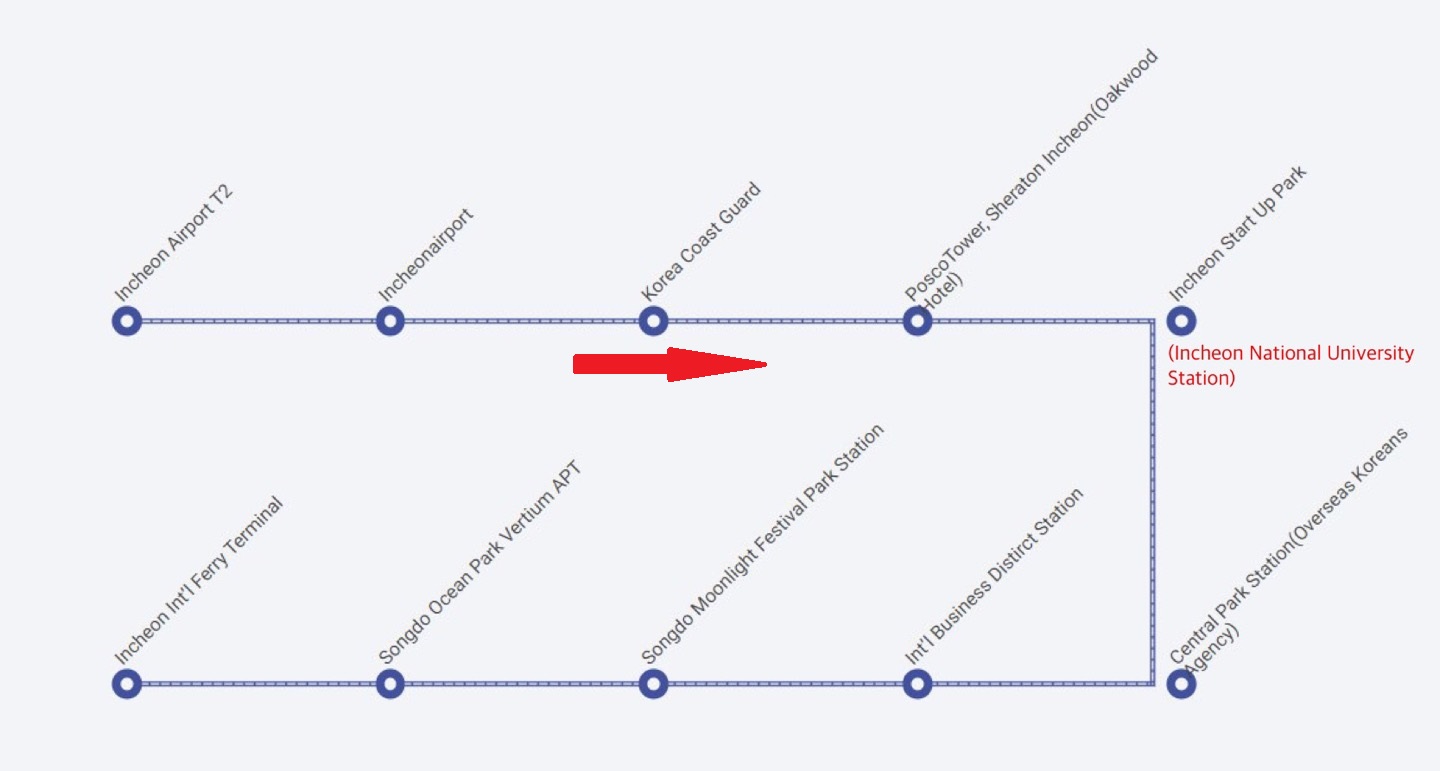 Incheon Airport T2
Incheonairport
Korea Coast Guard
PoscoTower, Sheraton Incheon(Oakwood
Hotel)
Incheon Start Up Park
(Incheon National University
Station)
Incheon Int'l Ferry Terminal
Songdo Ocean Park Vertium APT
Songdo Moonlight Festival Park Station
Int'l Business Distirct Station
Central Park Station(Overseas Koreans
Agency)